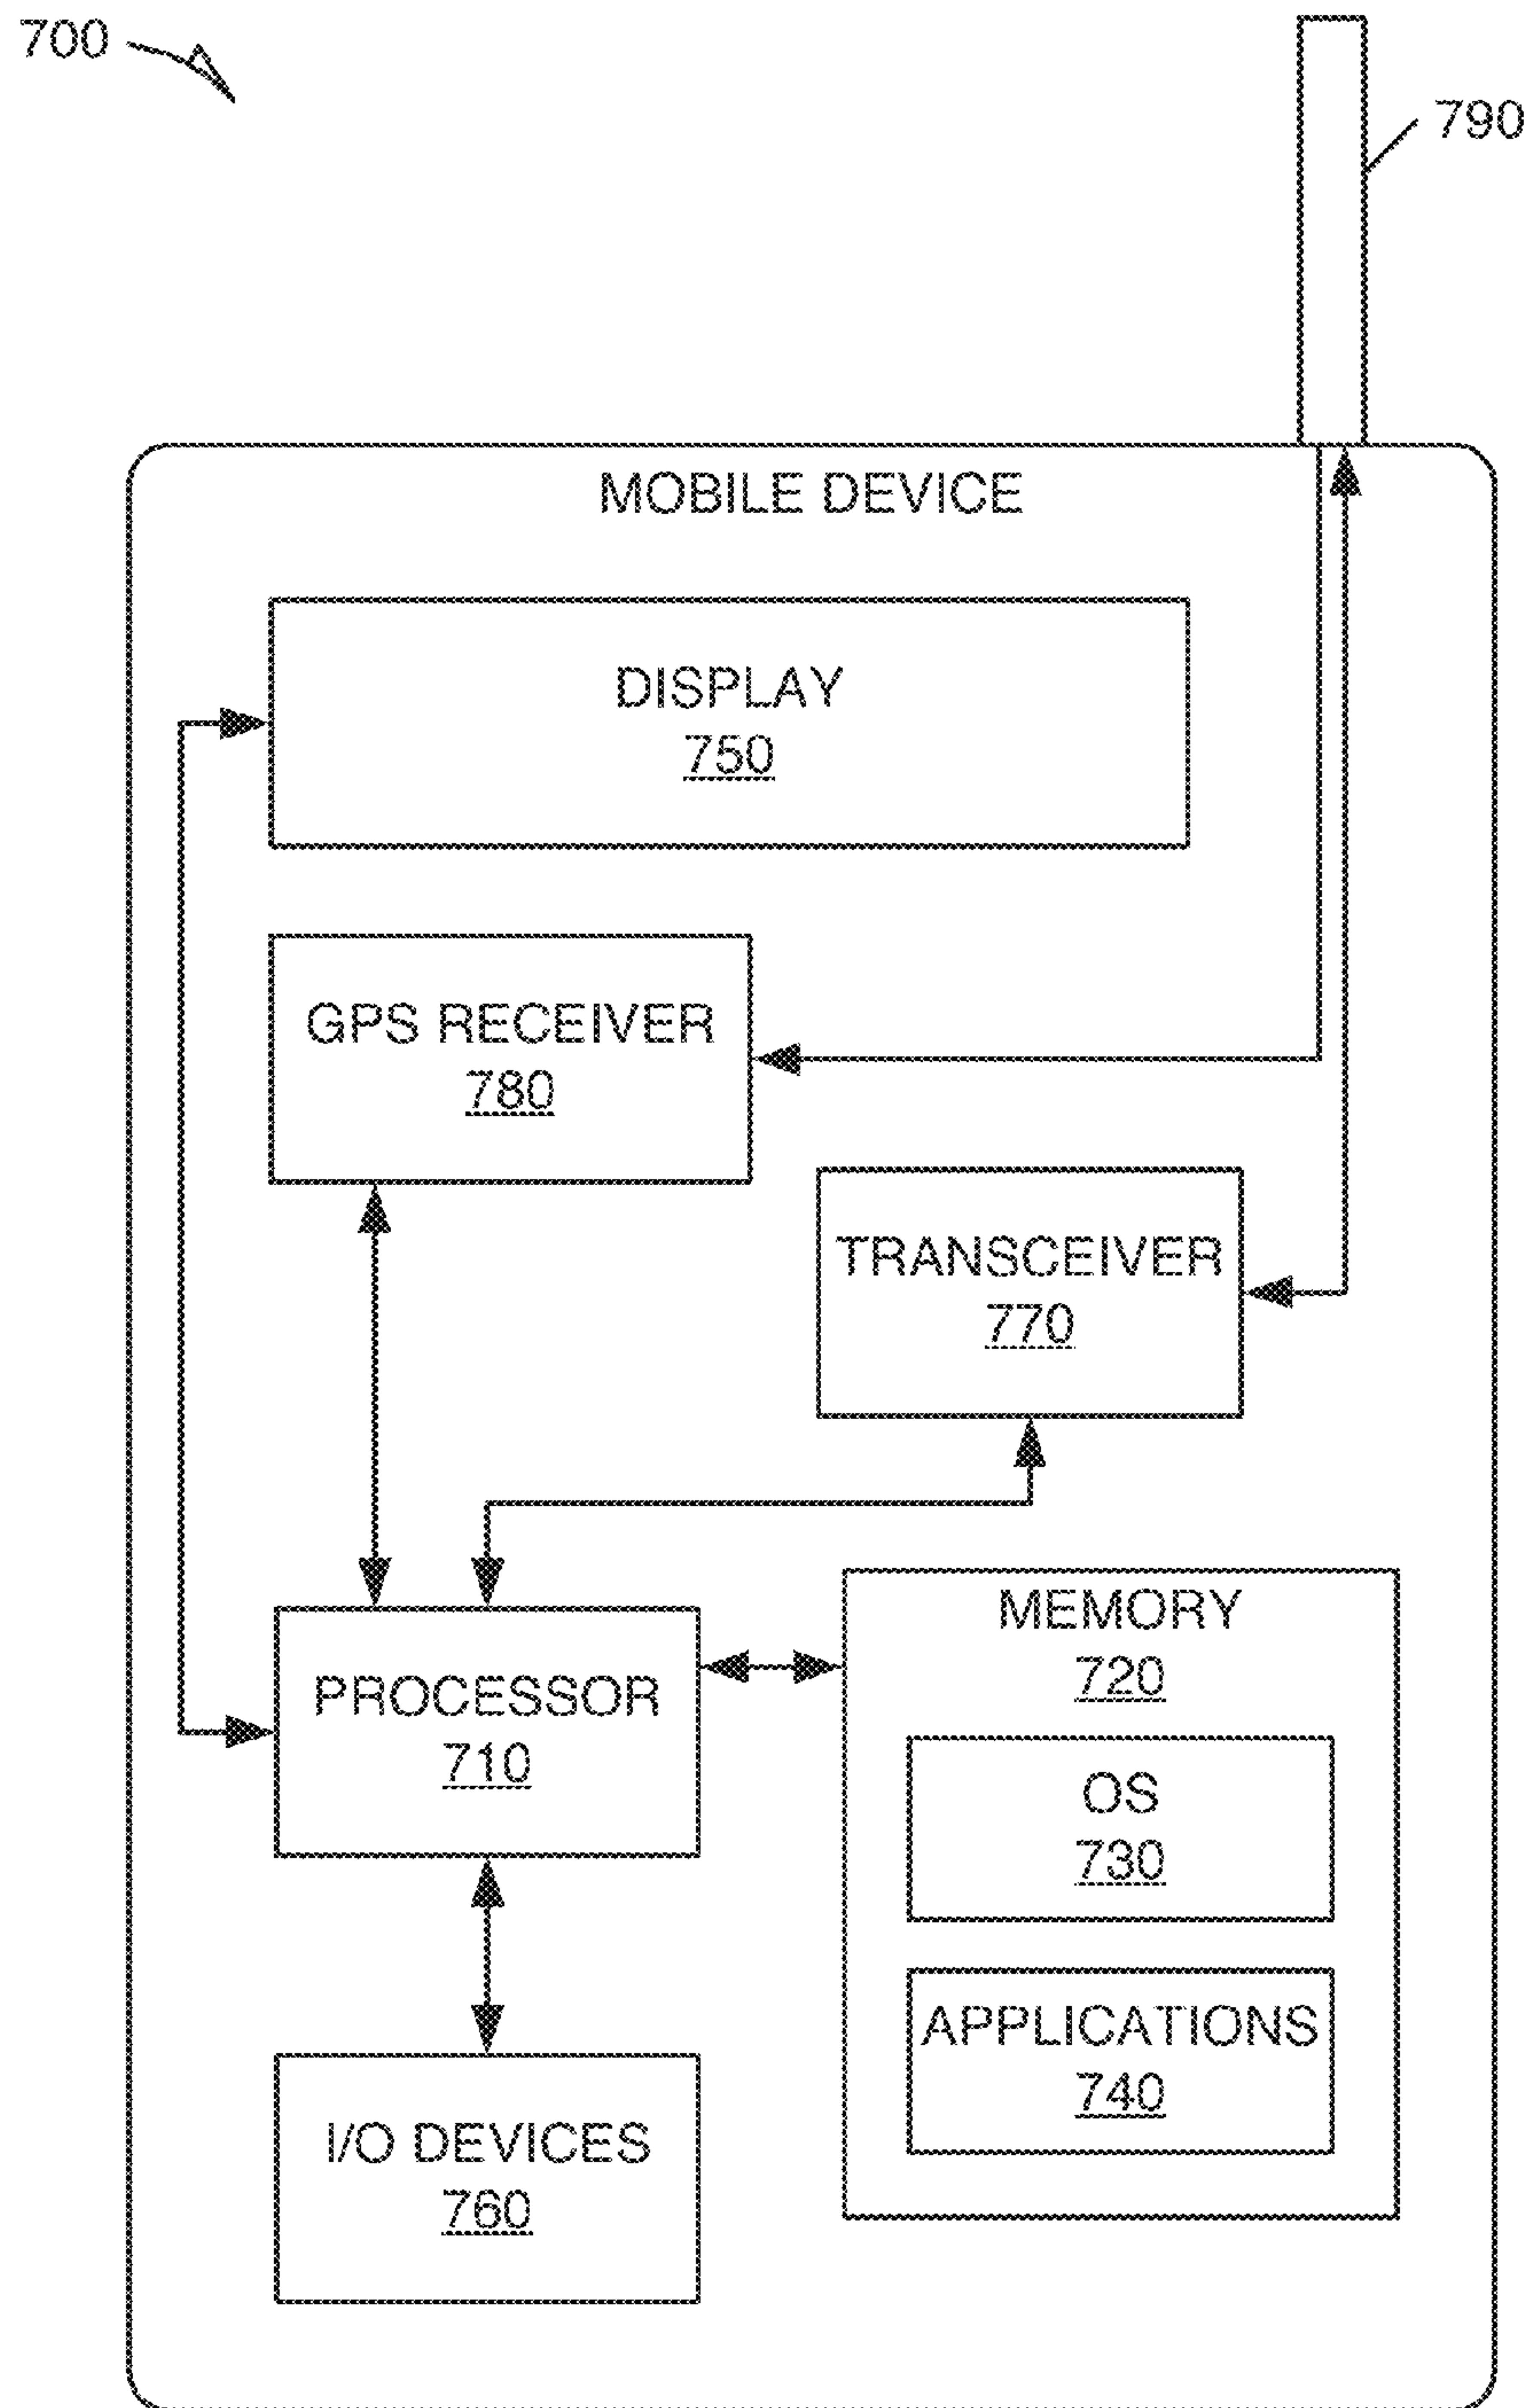 700
790
MOBILE DEVICE
DISPLAY
750
GPS RECEIVER
780
TRANSCEIVER
770
PROCESSOR
710
MEMORY
720
OS
730
APPLICATIONS
740
I/O DEVICES
760